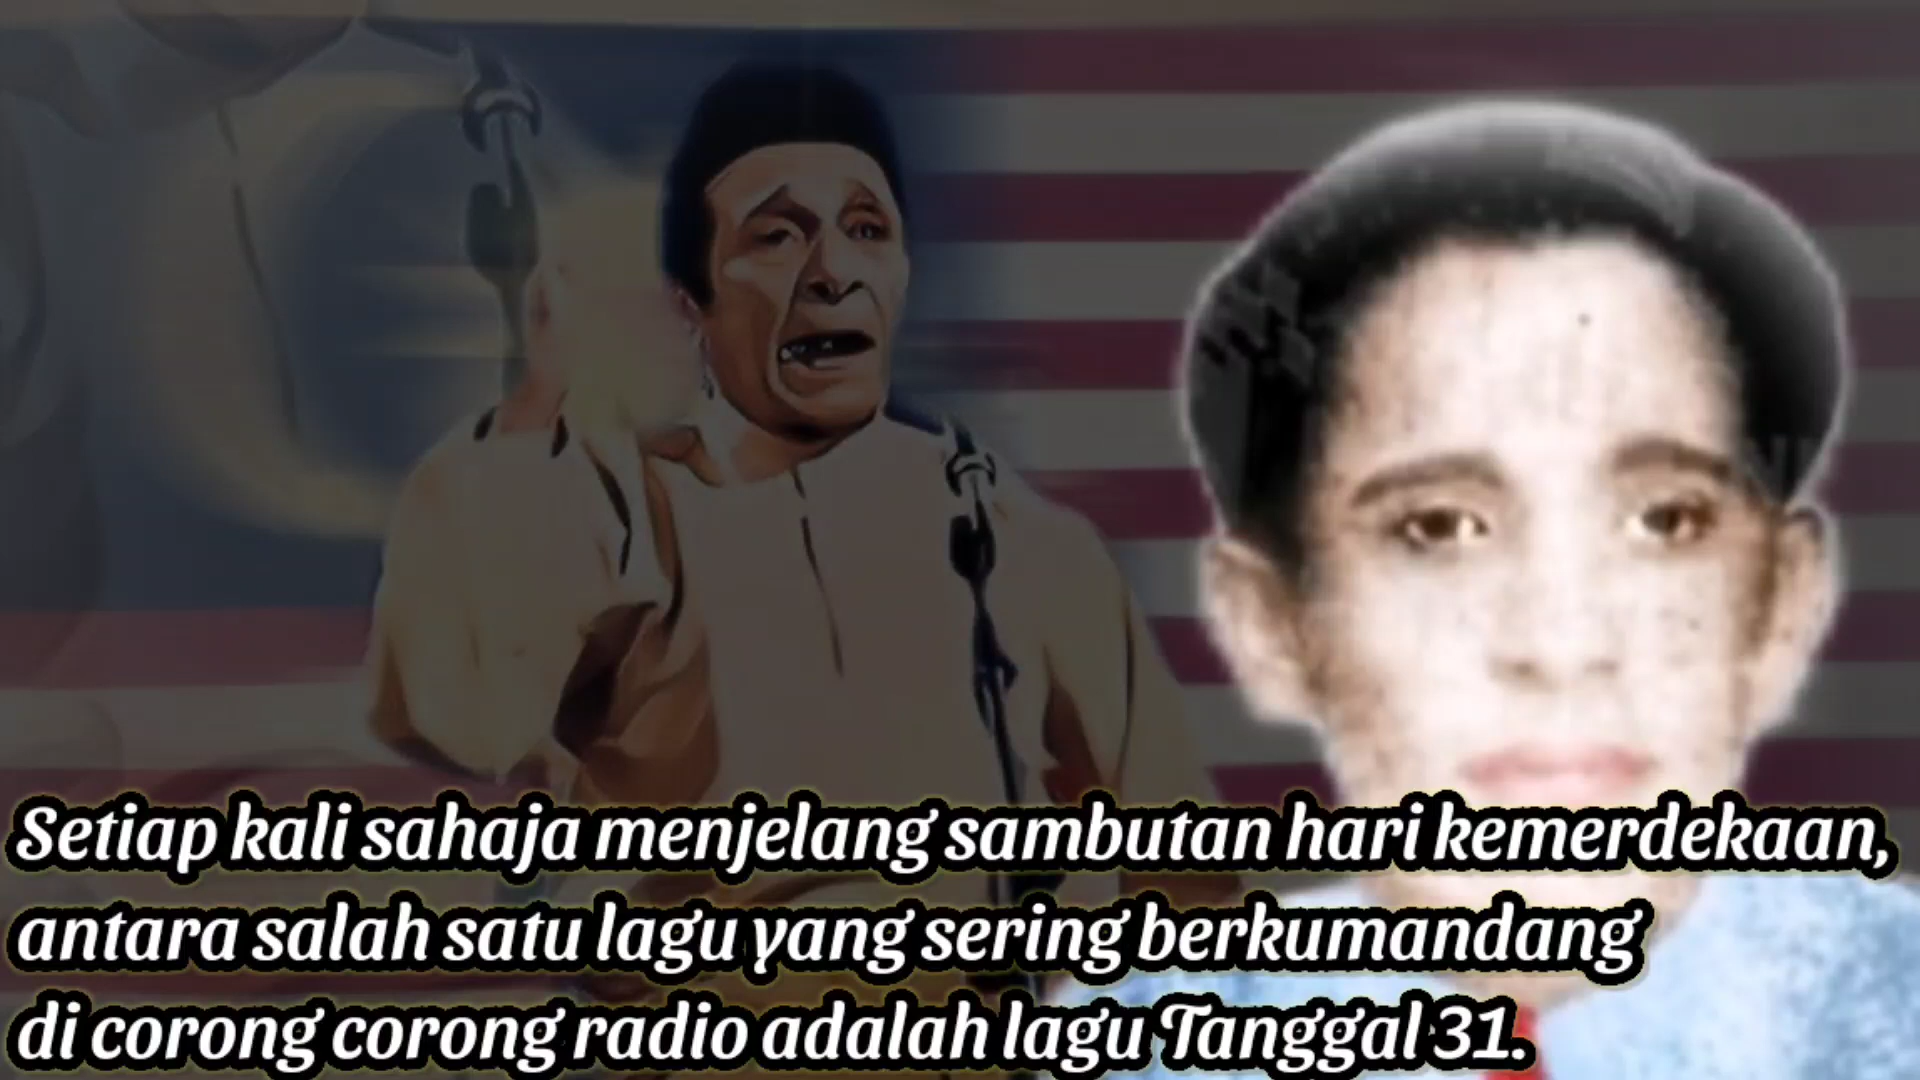 Setiap kali sahaja menjelang sambutan hari kemerdekaan,
antara salah satu lagu yang sering berkumandang
di corong corong radio adalah lagu Tanggal 31.